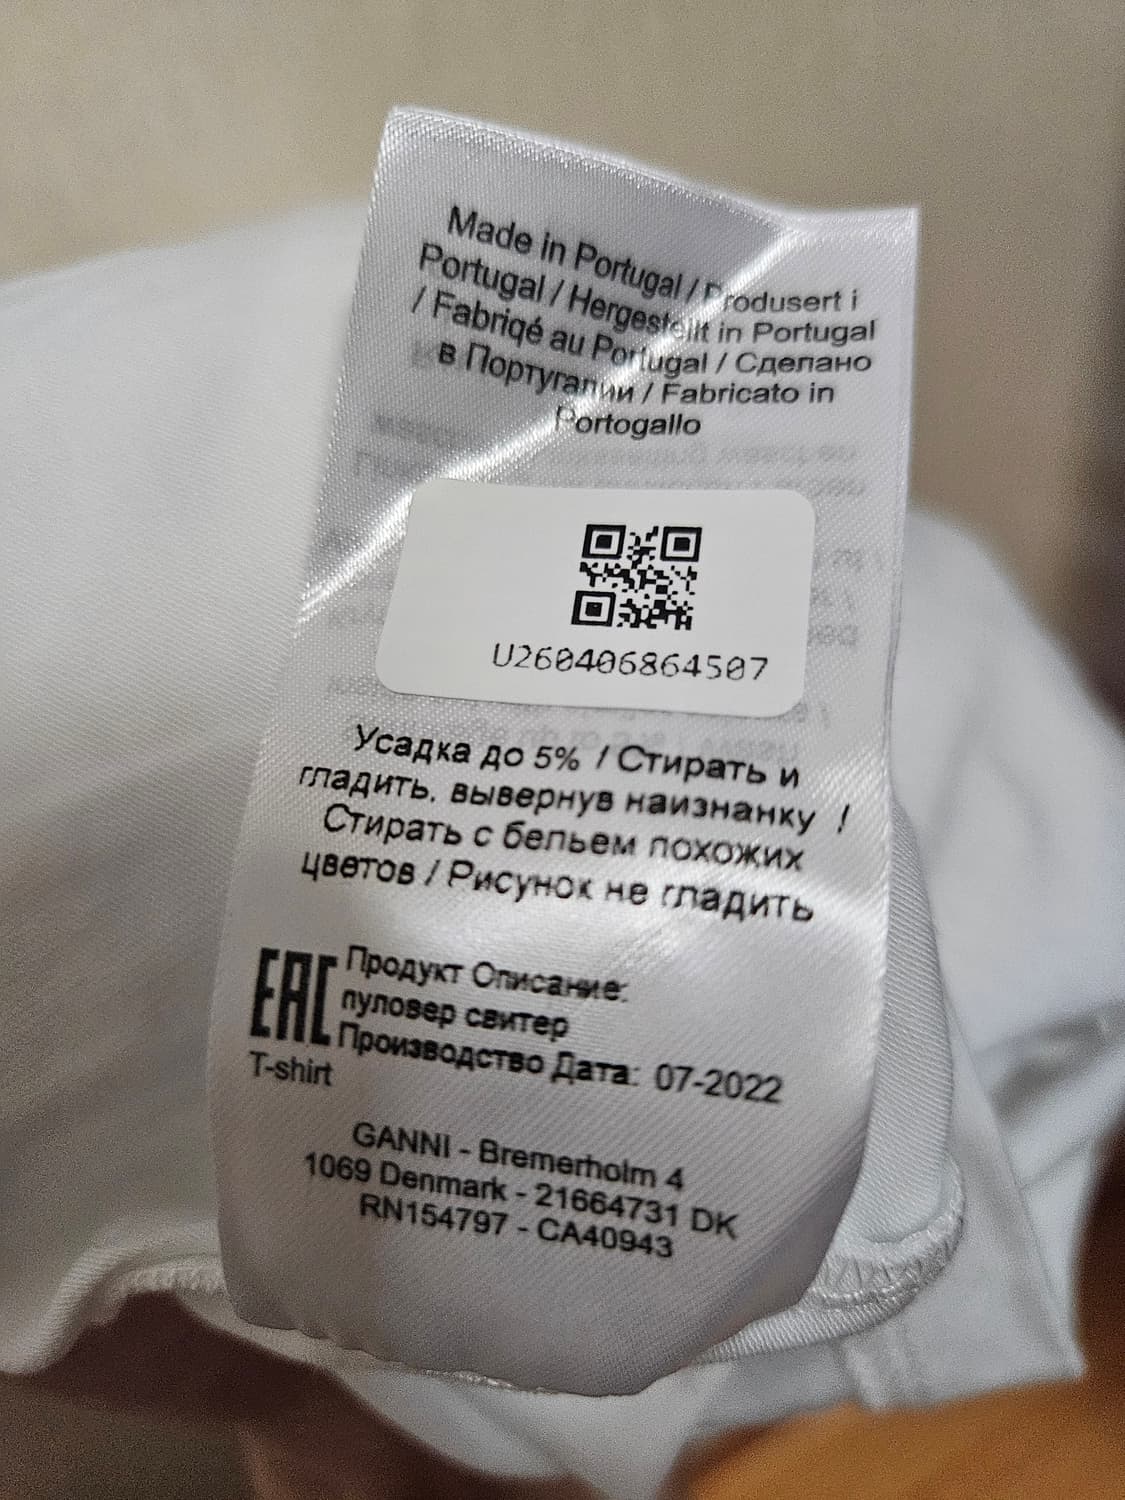 Made in Portugal / Produsert i
Portugal / Hergestellt in Portugal
/ Fabriqé au Portugal / Сделано
в Португалии / Fabricato in
Portogallo
U260406864507
Усадка до 5% / Стирать и
гладить, вывернув наизнанку /
Стирать с бельем похожих
цветов / Рисунок не гладить
EAC
Продукт Описание:
пуловер свитер
Производство Дата: 07-2022
T-shirt
GANNI - Bremerholm 4
1069 Denmark - 21664731 DK
RN154797 - CA40943